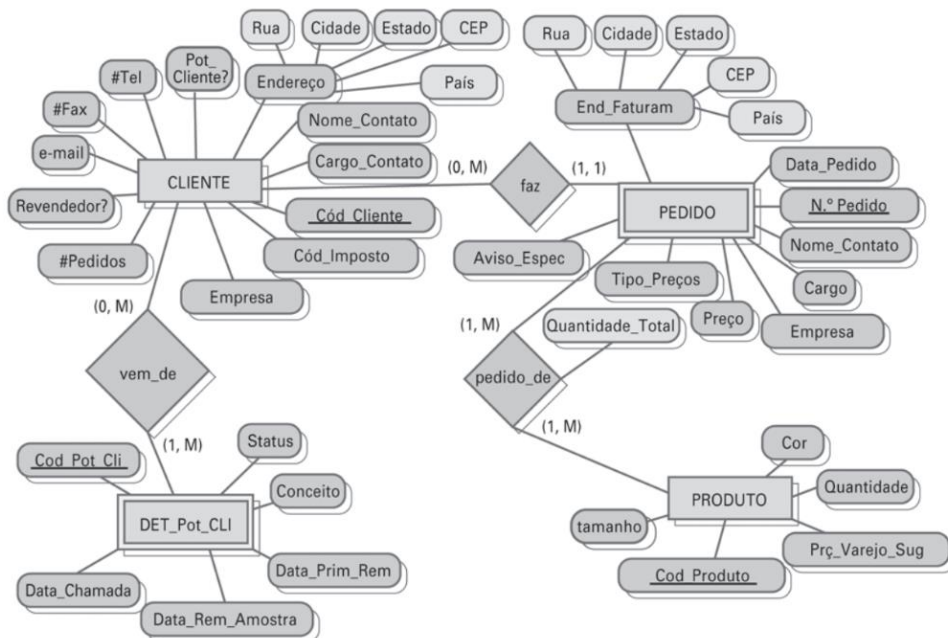 Rua
Cidade
Estado
CEP
Pot_
Cliente?
#Tel
Endereço
País
#Fax
Nome_Contato
e-mail
Cargo_Contato
CLIENTE
Revendedor?
Cód_Cliente
#Pedidos
Cód_Imposto
Empresa
(0, M)
faz
(1, 1)
Rua
Cidade
Estado
CEP
End_Faturam
País
Data_Pedido
PEDIDO
N.º Pedido
Nome_Contato
Aviso_Espec
Tipo_Preços
Cargo
Preço
Empresa
(0, M)
vem_de
(1, M)
(1, M)
Quantidade_Total
pedido_de
(1, M)
Status
Cod_Pot_Cli
Conceito
DET_Pot_CLI
Data_Prim_Rem
Data_Chamada
Data_Rem_Amostra
Cor
PRODUTO
Quantidade
tamanho
Prç_Varejo_Sug
Cod_Produto